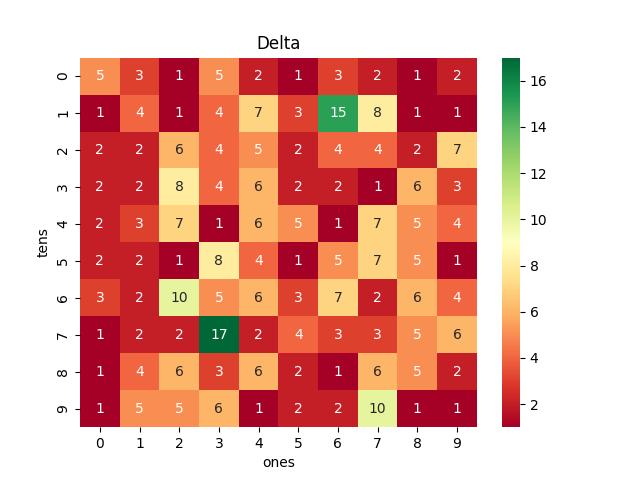 Delta
0 5 3 1 5 2 1 3 2 1 2
1 1 4 1 4 7 3 15 8 1 1
2 2 2 6 4 5 2 4 4 2 7
3 2 2 8 4 6 2 2 1 6 3
4 2 3 7 1 6 5 1 7 5 4
5 2 2 1 8 4 1 5 7 5 1
6 3 2 10 5 6 3 7 2 6 4
7 1 2 2 17 2 4 3 3 5 6
8 1 4 6 3 6 2 1 6 5 2
9 1 5 5 6 1 2 2 10 1 1
0 1 2 3 4 5 6 7 8 9
ones
tens
16
14
12
10
8
6
4
2